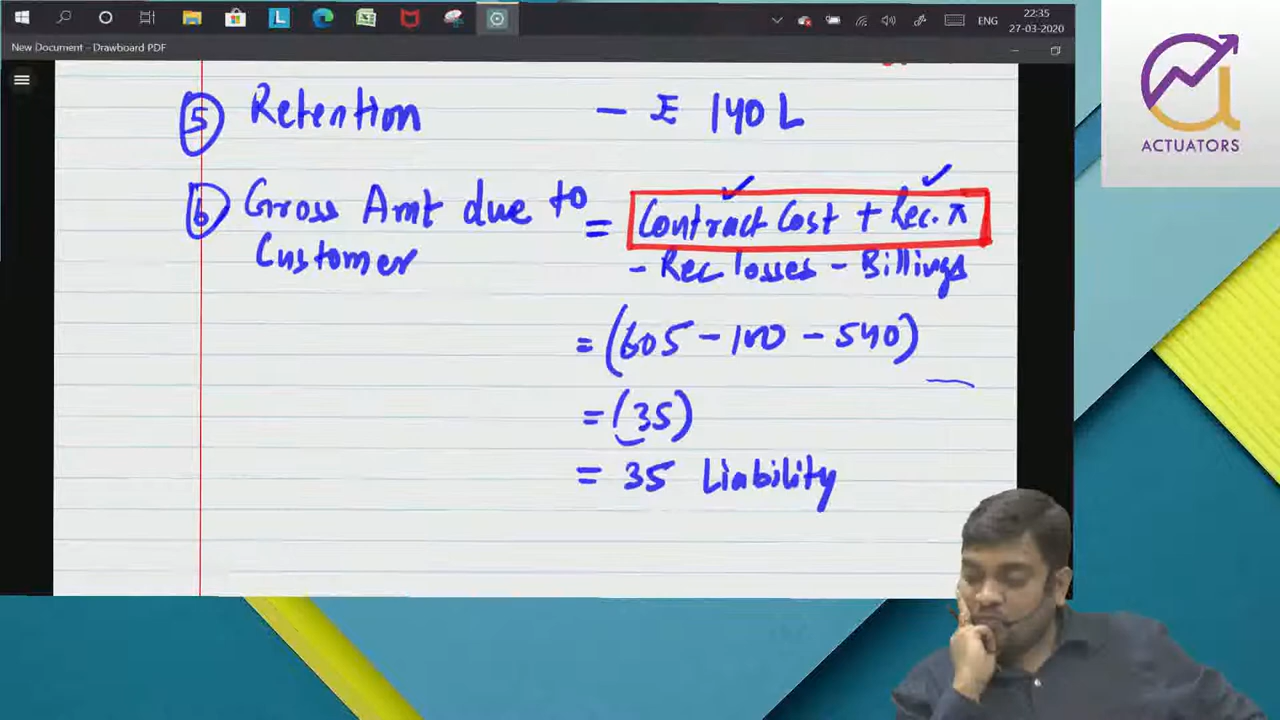 22:35
ENG
27-03-2020
New Document - Drawboard PDF
ACTUATORS
5 Retention - ₹ 140 L
6 Gross Amt due to Customer = Contract Cost + Rec. π
- Rec losses - Billings
= (605 - 100 - 540)
= (35)
= 35 Liability